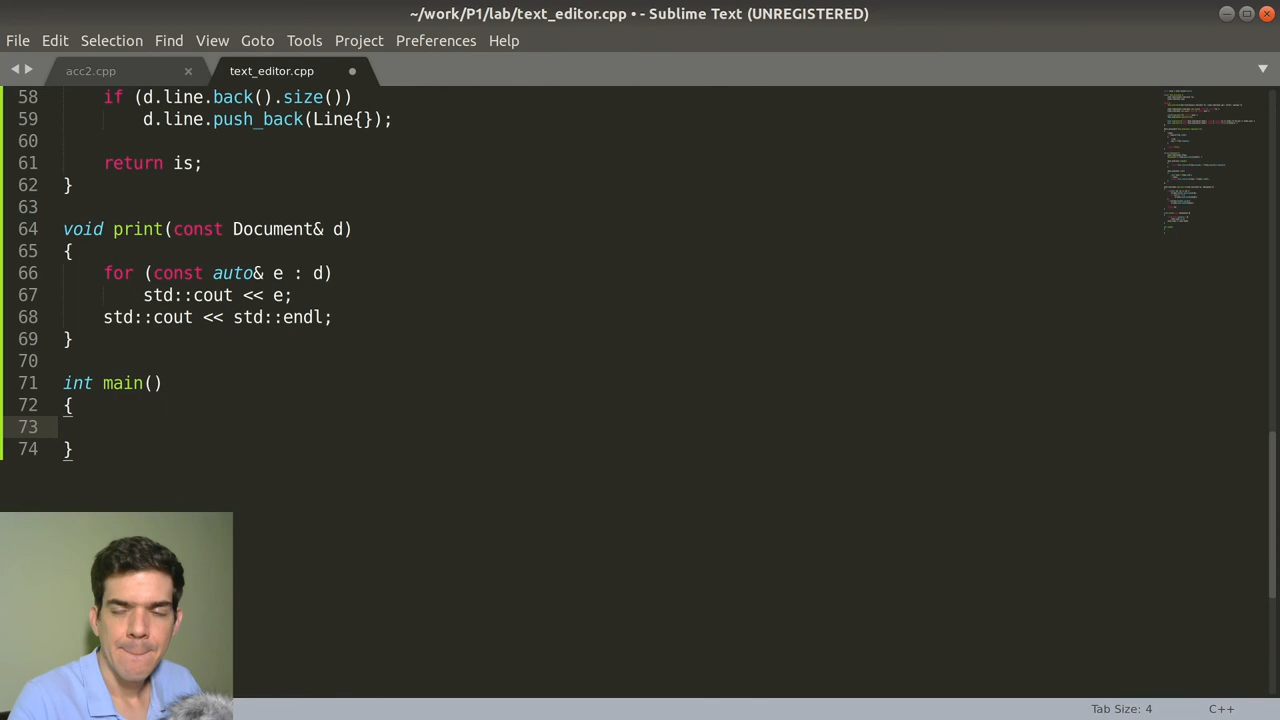 ~/work/P1/lab/text_editor.cpp • - Sublime Text (UNREGISTERED)
File Edit Selection Find View Goto Tools Project Preferences Help
acc2.cpp text_editor.cpp
58 if (d.line.back().size())
59 d.line.push_back(Line{});
60
61 return is;
62 }
63
64 void print(const Document& d)
65 {
66 for (const auto& e : d)
67 std::cout << e;
68 std::cout << std::endl;
69 }
70
71 int main()
72 {
73
74 }
Tab Size: 4 C++